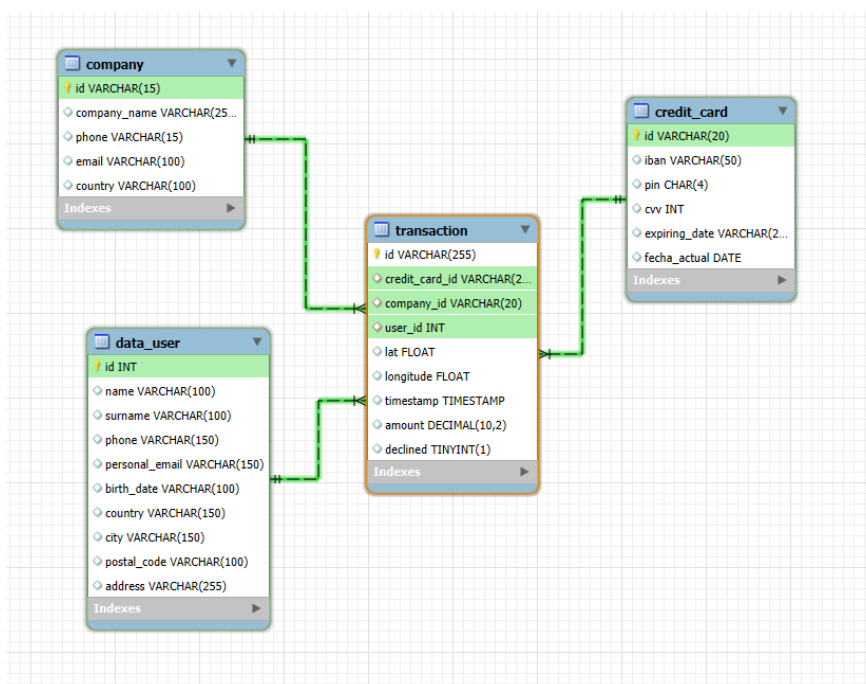 company
id VARCHAR(15)
company_name VARCHAR(25...
phone VARCHAR(15)
email VARCHAR(100)
country VARCHAR(100)
Indexes
credit_card
id VARCHAR(20)
iban VARCHAR(50)
pin CHAR(4)
cvv INT
expiring_date VARCHAR(2...
fecha_actual DATE
Indexes
transaction
id VARCHAR(255)
credit_card_id VARCHAR(2...
company_id VARCHAR(20)
user_id INT
lat FLOAT
longitude FLOAT
timestamp TIMESTAMP
amount DECIMAL(10,2)
declined TINYINT(1)
Indexes
data_user
id INT
name VARCHAR(100)
surname VARCHAR(100)
phone VARCHAR(150)
personal_email VARCHAR(150)
birth_date VARCHAR(100)
country VARCHAR(150)
city VARCHAR(150)
postal_code VARCHAR(100)
address VARCHAR(255)
Indexes